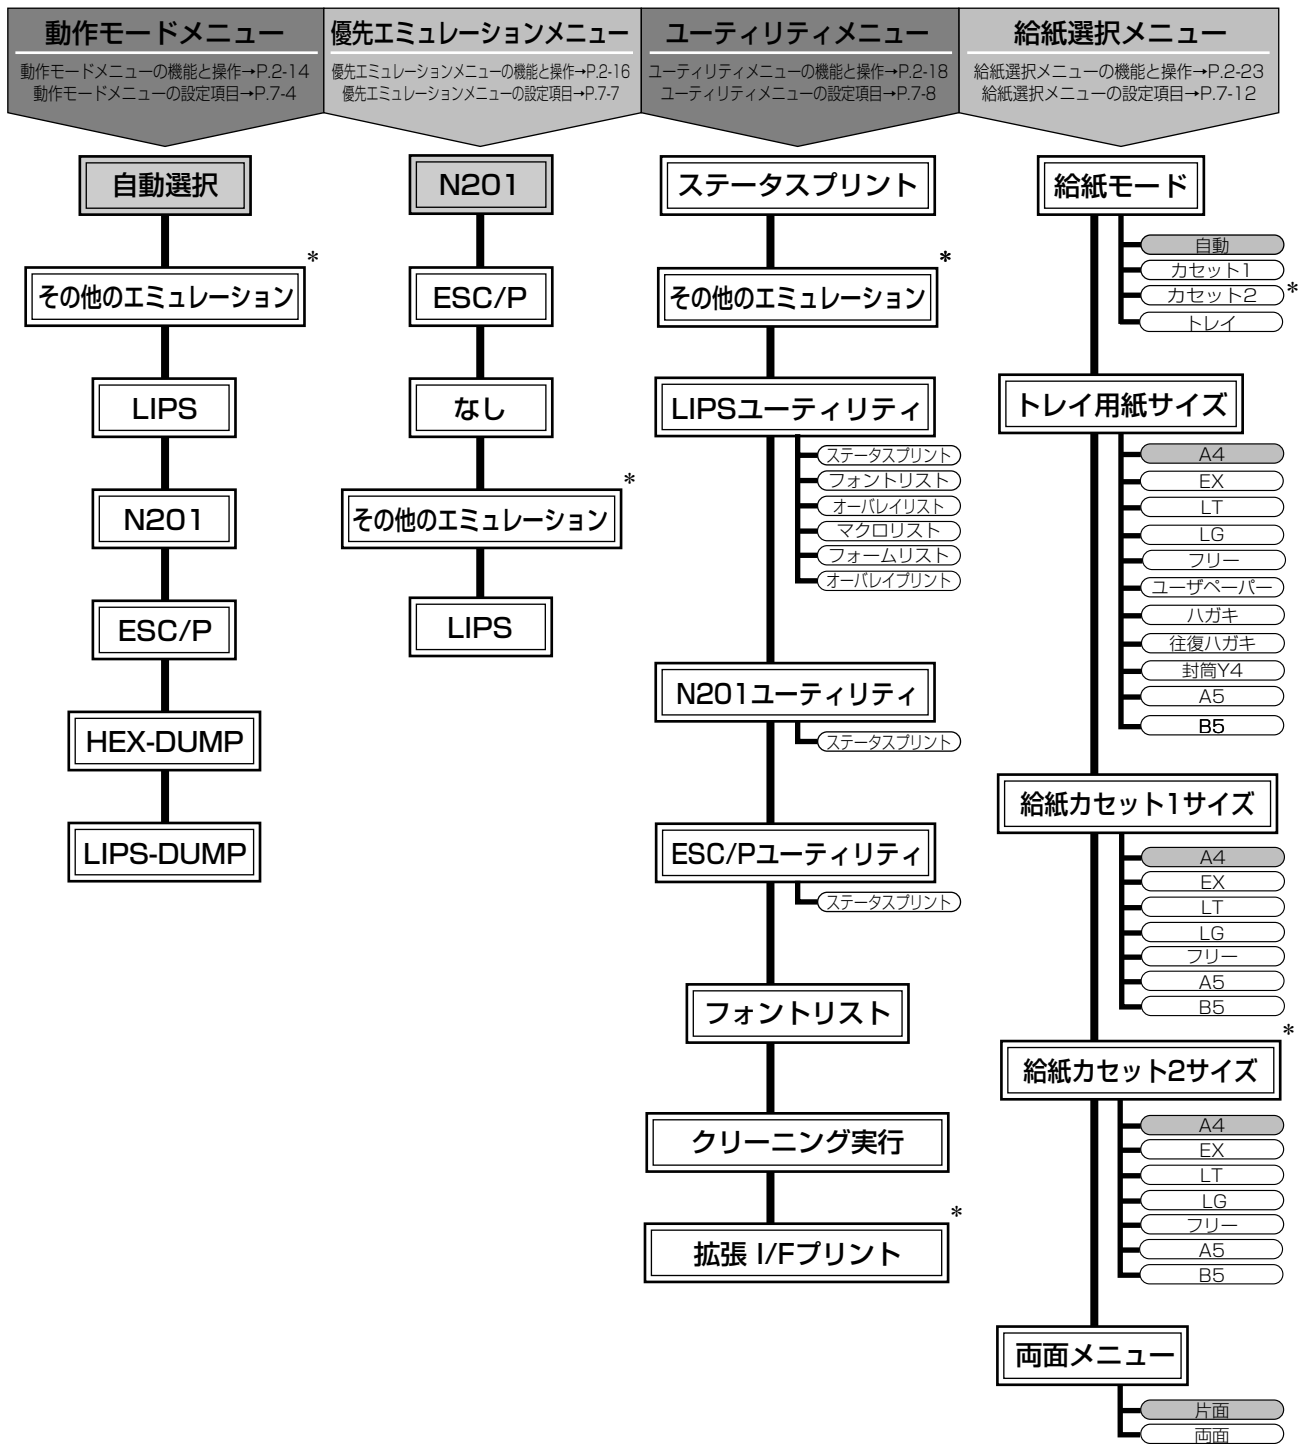 動作モードメニュー
動作モードメニューの機能と操作→P.2-14
動作モードメニューの設定項目→P.7-4
自動選択
*
その他のエミュレーション
LIPS
N201
ESC/P
HEX-DUMP
LIPS-DUMP
優先エミュレーションメニュー
優先エミュレーションメニューの機能と操作→P.2-16
優先エミュレーションメニューの設定項目→P.7-7
N201
ESC/P
なし
*
その他のエミュレーション
LIPS
ユーティリティメニュー
ユーティリティメニューの機能と操作→P.2-18
ユーティリティメニューの設定項目→P.7-8
ステータスプリント
*
その他のエミュレーション
LIPSユーティリティ
ステータスプリント
フォントリスト
オーバレイリスト
マクロリスト
フォームリスト
オーバレイプリント
N201ユーティリティ
ステータスプリント
ESC/Pユーティリティ
ステータスプリント
フォントリスト
クリーニング実行
*
拡張 I/Fプリント
給紙選択メニュー
給紙選択メニューの機能と操作→P.2-23
給紙選択メニューの設定項目→P.7-12
給紙モード
自動
カセット1
カセット2 *
トレイ
トレイ用紙サイズ
A4
EX
LT
LG
フリー
ユーザペーパー
ハガキ
往復ハガキ
封筒Y4
A5
B5
給紙カセット1サイズ
A4
EX
LT
LG
フリー
A5
B5
*
給紙カセット2サイズ
A4
EX
LT
LG
フリー
A5
B5
両面メニュー
片面
両面